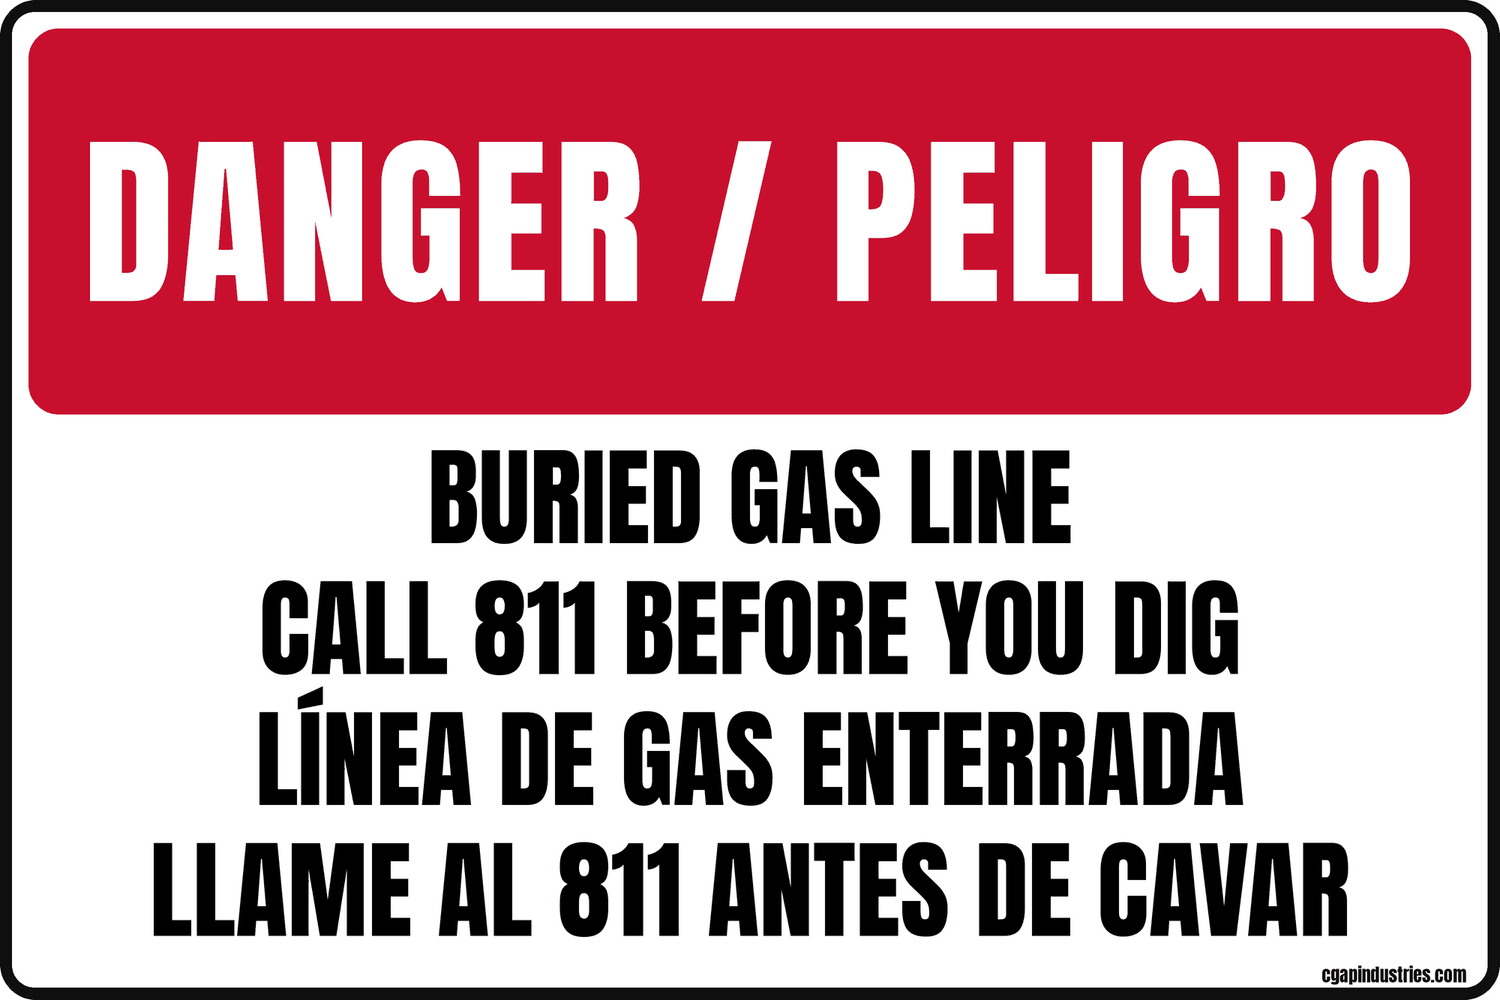 DANGER / PELIGRO
BURIED GAS LINE
CALL 811 BEFORE YOU DIG
LÍNEA DE GAS ENTERRADA
LLAME AL 811 ANTES DE CAVAR
cgapindustries.com